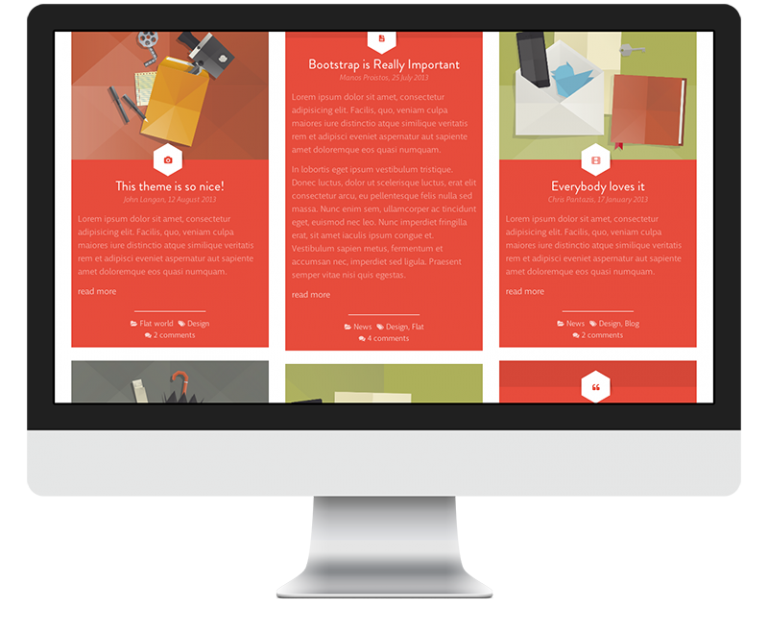 This theme is so nice!
John Langan, 12 August 2013
Lorem ipsum dolor sit amet, consectetur
adipisicing elit. Facilis, quo, veniam culpa
maiores iure distinctio atque similique veritatis
rem et adipisci eveniet aspernatur aut sapiente
amet doloremque eos quasi numquam.
read more
Flat world Design
2 comments
Bootstrap is Really Important
Manos Proistos, 25 July 2013
Lorem ipsum dolor sit amet, consectetur
adipisicing elit. Facilis, quo, veniam culpa
maiores iure distinctio atque similique veritatis
rem et adipisci eveniet aspernatur aut sapiente
amet doloremque eos quasi numquam.
In lobortis eget ipsum vestibulum tristique.
Donec luctus, dolor ut scelerisque luctus, erat elit
consectetur arcu, eu pellentesque felis nulla sed
massa. Nunc enim sem, ullamcorper ac tincidunt
eget, euismod nec leo. Nunc imperdiet fringilla
erat, sit amet iaculis ipsum congue et.
Vestibulum sapien metus, fermentum et
accumsan nec, imperdiet sed ligula. Praesent
semper vitae nisi quis egestas.
read more
News Design, Flat
4 comments
Everybody loves it
Chris Pantazis, 17 January 2013
Lorem ipsum dolor sit amet, consectetur
adipisicing elit. Facilis, quo, veniam culpa
maiores iure distinctio atque similique veritatis
rem et adipisci eveniet aspernatur aut sapiente
amet doloremque eos quasi numquam.
read more
News Design, Blog
2 comments